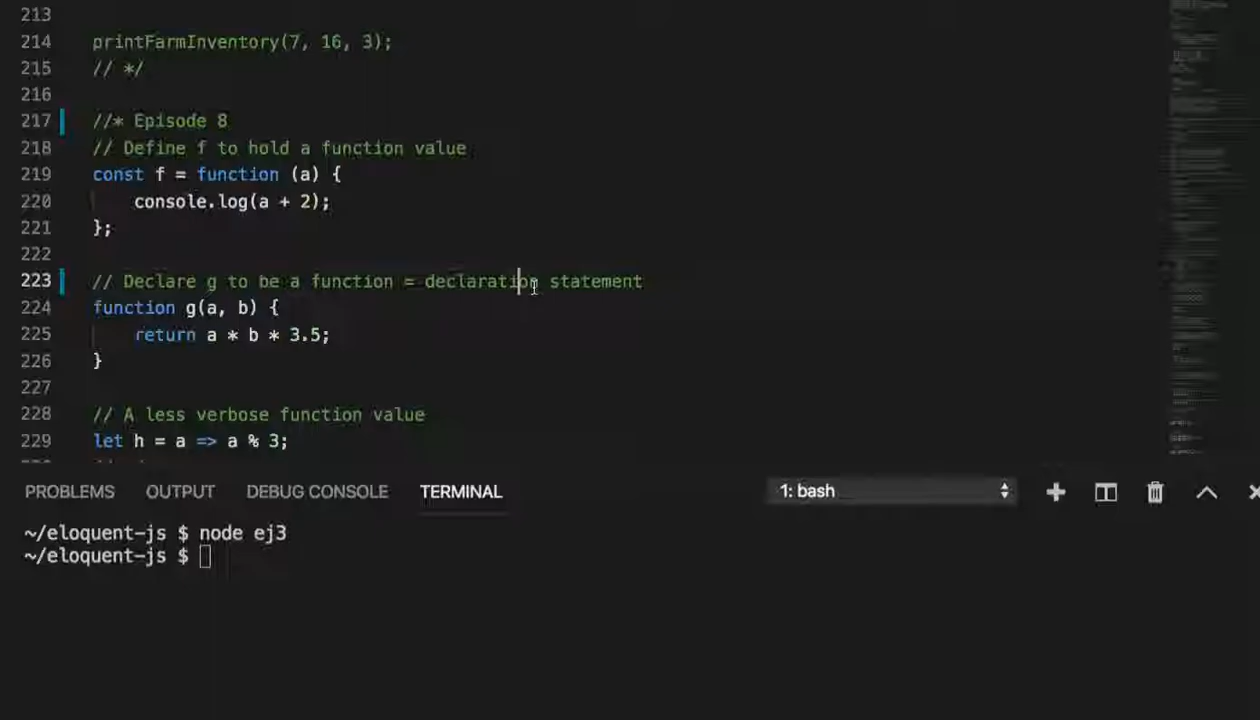 213
214 printFarmInventory(7, 16, 3);
215 // */
216
217 //* Episode 8
218 // Define f to hold a function value
219 const f = function (a) {
220 console.log(a + 2);
221 };
222
223 // Declare g to be a function = declaration statement
224 function g(a, b) {
225 return a * b * 3.5;
226 }
227
228 // A less verbose function value
229 let h = a => a % 3;
PROBLEMS OUTPUT DEBUG CONSOLE TERMINAL 1: bash
~/eloquent-js $ node ej3
~/eloquent-js $